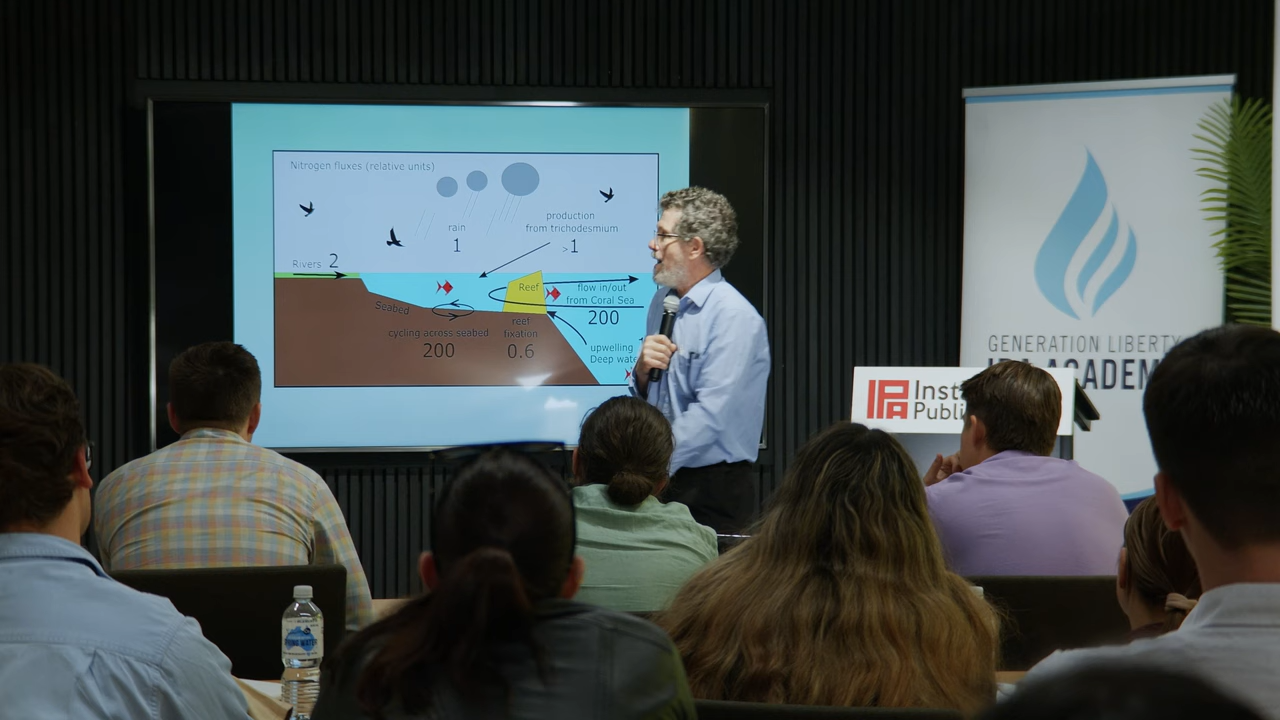 Nitrogen fluxes (relative units)
rain
1
production
from trichodesmium
>1
Rivers 2
Reef
flow in/out
from Coral Sea
200
Seabed
cycling across seabed
200
reef
fixation
0.6
upwelling
Deep
GENERATION LIBERTY
IPA ACADEM
IPA
Inst
Publi